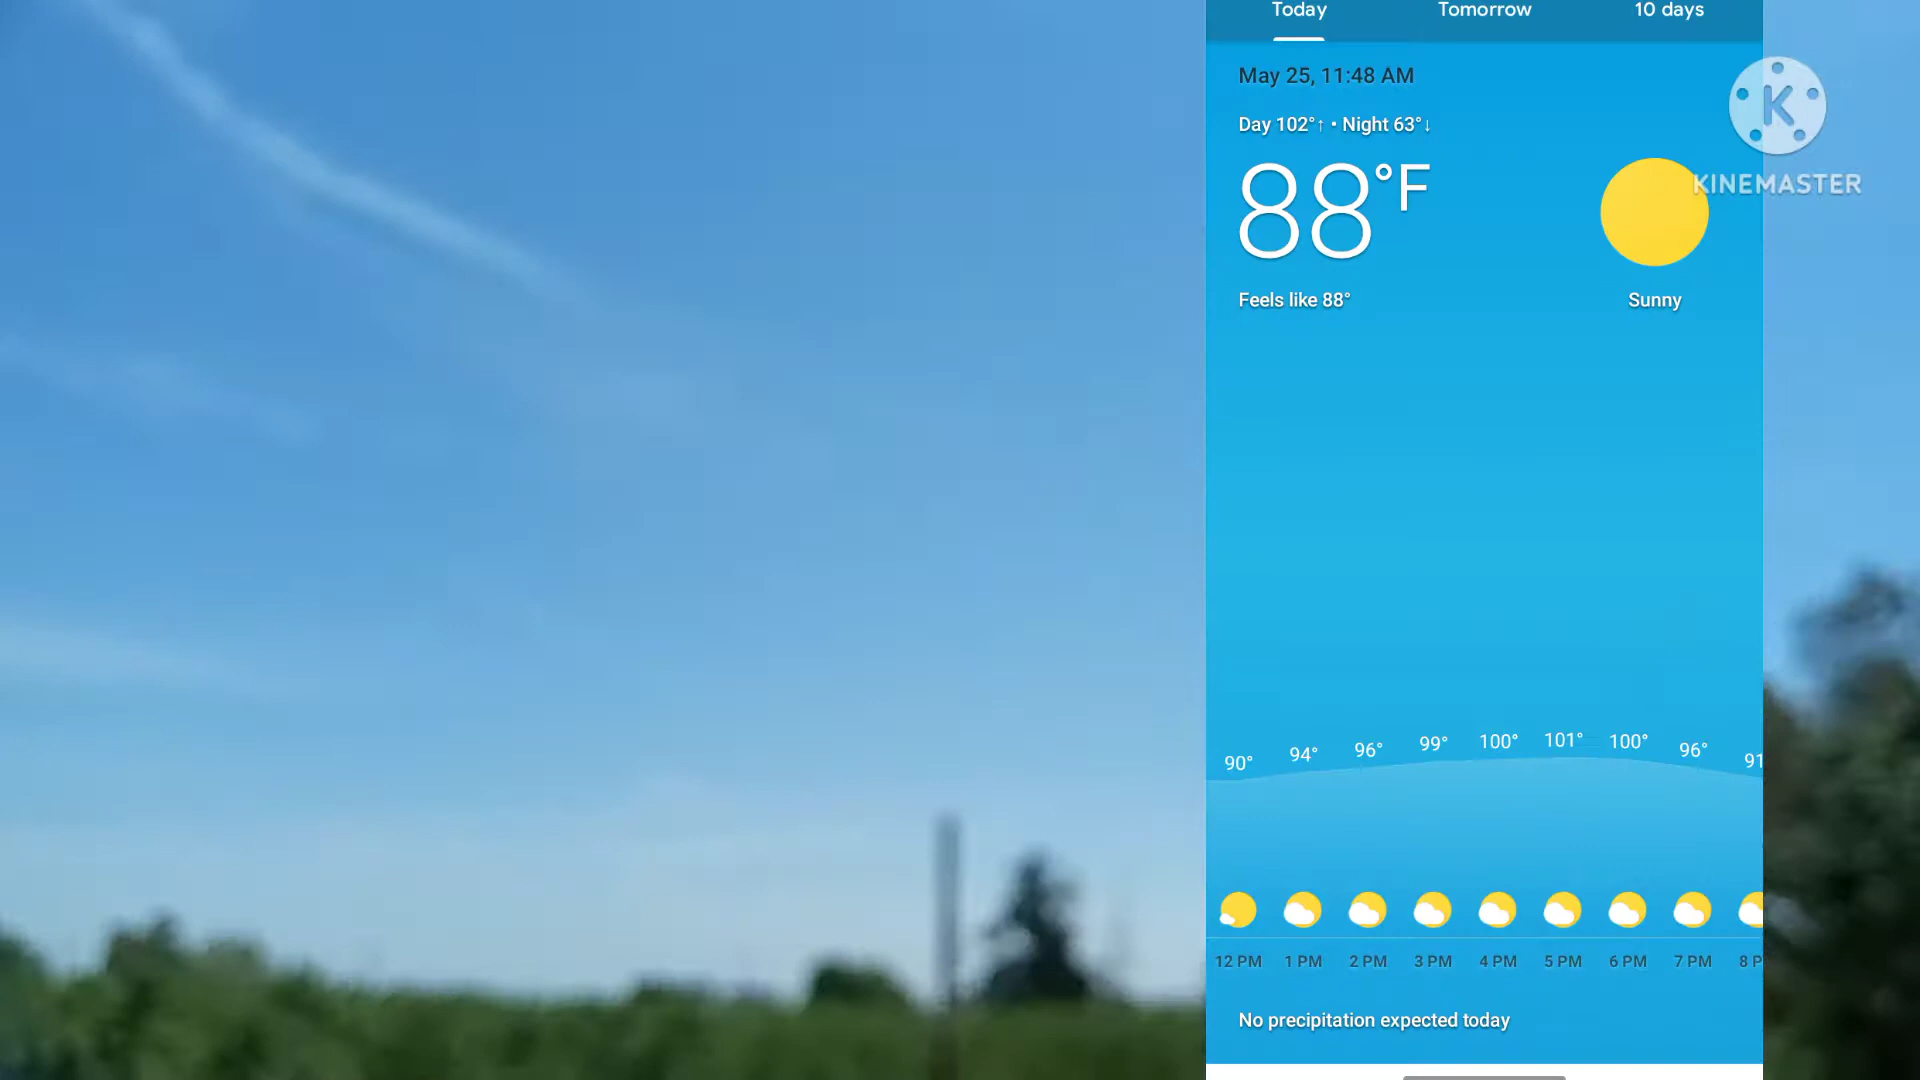 Today Tomorrow 10 days
May 25, 11:48 AM
Day 102°↑ • Night 63°↓
88°F
K
KINEMASTER
Feels like 88°
Sunny
90° 94° 96° 99° 100° 101° 100° 96° 91
12 PM 1 PM 2 PM 3 PM 4 PM 5 PM 6 PM 7 PM 8 P
No precipitation expected today